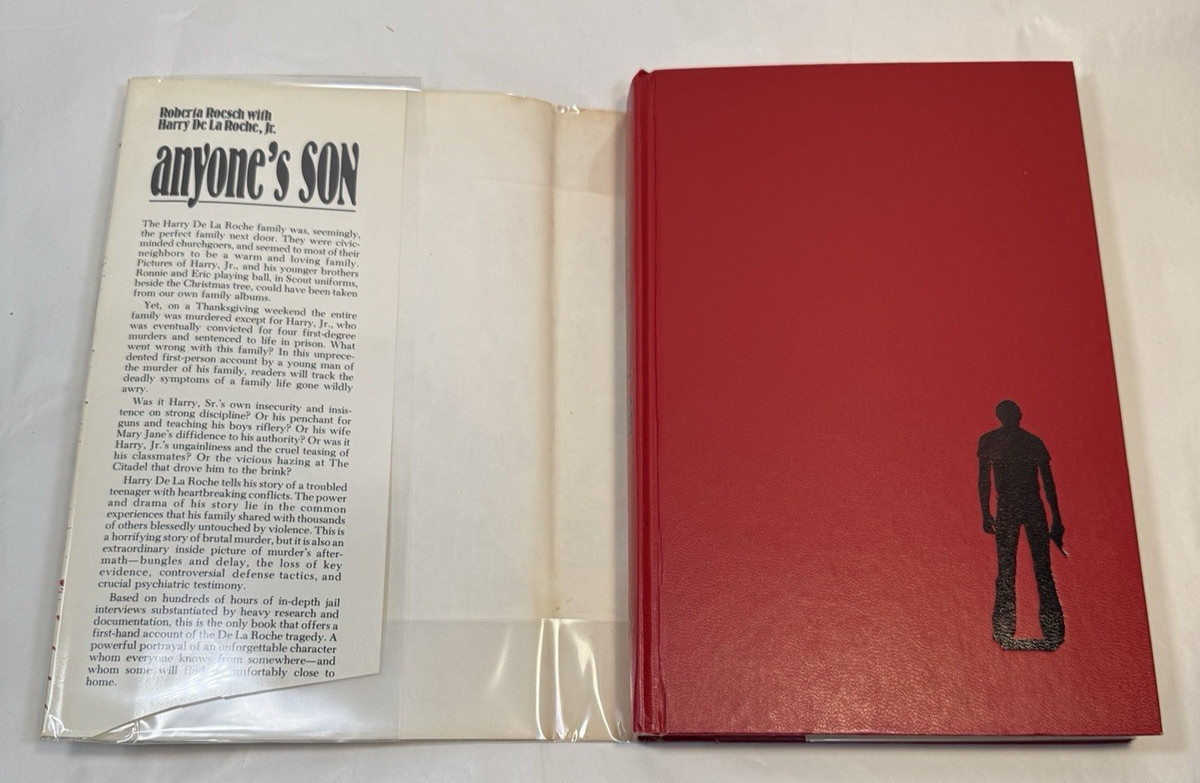 Roberta Roesch with
Harry De La Roche, Jr.
anyone's SON
The Harry De La Roche family was, seemingly,
the perfect family next door. They were civic-
minded churchgoers, and seemed to most of their
neighbors to be a warm and loving family.
Pictures of Harry, Jr., and his younger brothers
Ronnie and Eric playing ball, in Scout uniforms,
beside the Christmas tree, could have been taken
from our own family albums.
Yet, on a Thanksgiving weekend the entire
family was murdered except for Harry, Jr., who
was eventually convicted for four first-degree
murders and sentenced to life in prison. What
went wrong with this family? In this unprece-
dented first-person account by a young man of
the murder of his family, readers will track the
deadly symptoms of a family life gone wildly
awry.
Was it Harry, Sr.'s own insecurity and insis-
tence on strong discipline? Or his penchant for
guns and teaching his boys riflery? Or his wife
Mary Jane's diffidence to his authority? Or was it
Harry, Jr.'s ungainliness and the cruel teasing of
his classmates? Or the vicious hazing at The
Citadel that drove him to the brink?
Harry De La Roche tells his story of a troubled
teenager with heartbreaking conflicts. The power
and drama of his story lie in the common
experiences that his family shared with thousands
of others blessedly untouched by violence. This is
a horrifying story of brutal murder, but it is also an
extraordinary inside picture of murder's after-
math—bungles and delay, the loss of key
evidence, controversial defense tactics, and
crucial psychiatric testimony.
Based on hundreds of hours of in-depth jail
interviews substantiated by heavy research and
documentation, this is the only book that offers a
first-hand account of the De La Roche tragedy. A
powerful portrayal of an unforgettable character
whom everyone knows from somewhere—and
whom some will find close to
home.